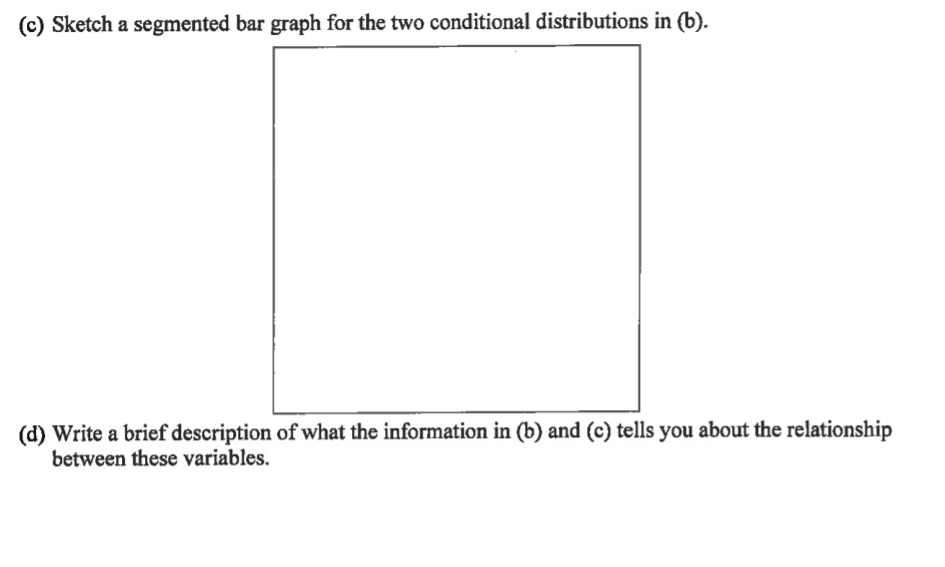 (c) Sketch a segmented bar graph for the two conditional distributions in (b).
(d) Write a brief description of what the information in (b) and (c) tells you about the relationship
between these variables.